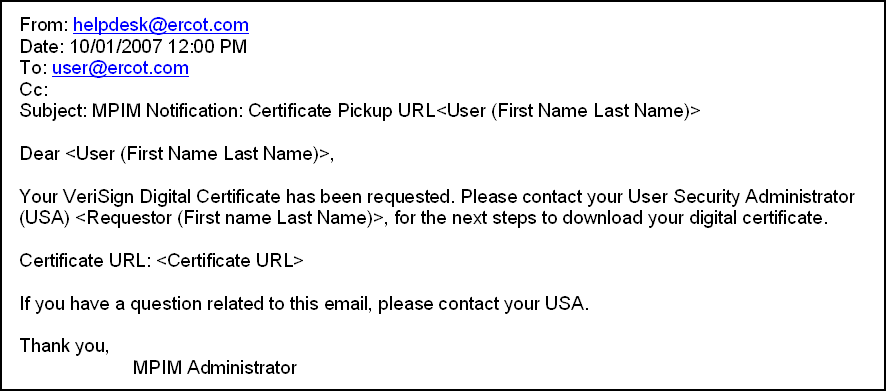 From: helpdesk@ercot.com
Date: 10/01/2007 12:00 PM
To: user@ercot.com
Cc:
Subject: MPIM Notification: Certificate Pickup URL<User (First Name Last Name)>
Dear <User (First Name Last Name)>,
Your VeriSign Digital Certificate has been requested. Please contact your User Security Administrator
(USA) <Requestor (First name Last Name)>, for the next steps to download your digital certificate.
Certificate URL: <Certificate URL>
If you have a question related to this email, please contact your USA.
Thank you,
MPIM Administrator